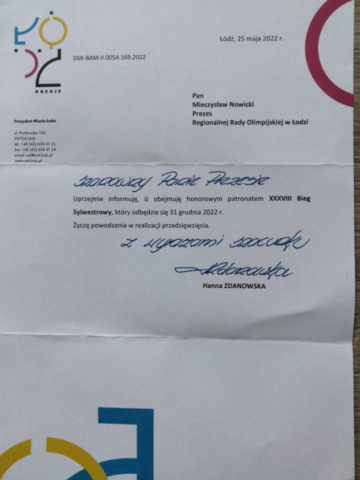 ŁÓDŹ
KREUJE
Łódź, 25 maja 2022 r.
DSR-BAM-II.0054.169.2022
Pan
Mieczysław Nowicki
Prezes
Regionalnej Rady Olimpijskiej w Łodzi
Prezydent Miasta Łodzi
ul. Piotrkowska 104
90-926 Łódź
Szanowny Panie Prezesie
Uprzejmie informuję, iż obejmuję honorowym patronatem XXXVIII Bieg
Sylwestrowy, który odbędzie się 31 grudnia 2022 r.
Życzę powodzenia w realizacji przedsięwzięcia.
z wyrazami szacunku
Hanna ZDANOWSKA